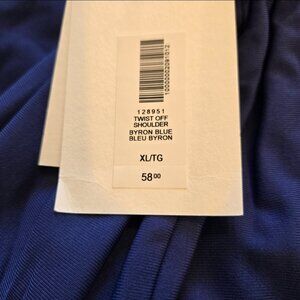 128951
TWIST OFF
SHOULDER
BYRON BLUE
BLEU BYRON
XL/TG
58 00